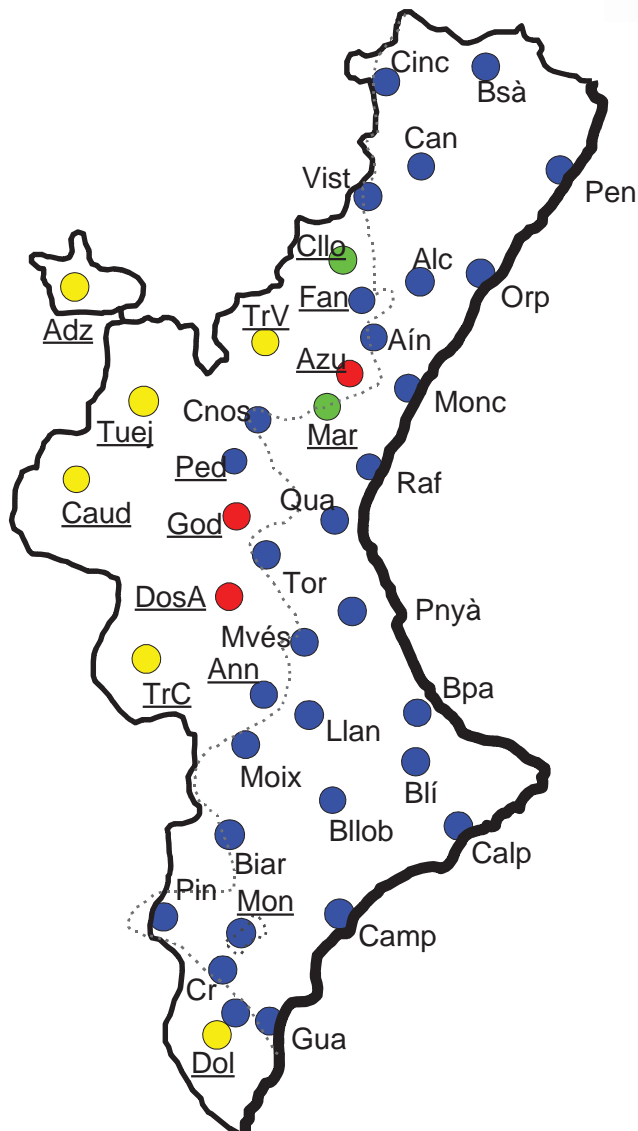 Cinc
Bsà
Can
Vist
Pen
Cllo
Alc
Orp
Fan
Adz
TrV
Aín
Azu
Monc
Tuej
Cnos
Mar
Ped
Raf
Caud
Qua
God
Tor
DosA
Pnyà
Mvés
Ann
TrC
Bpa
Llan
Moix
Blí
Bllob
Calp
Biar
Pin
Mon
Camp
Cr
Gua
Dol